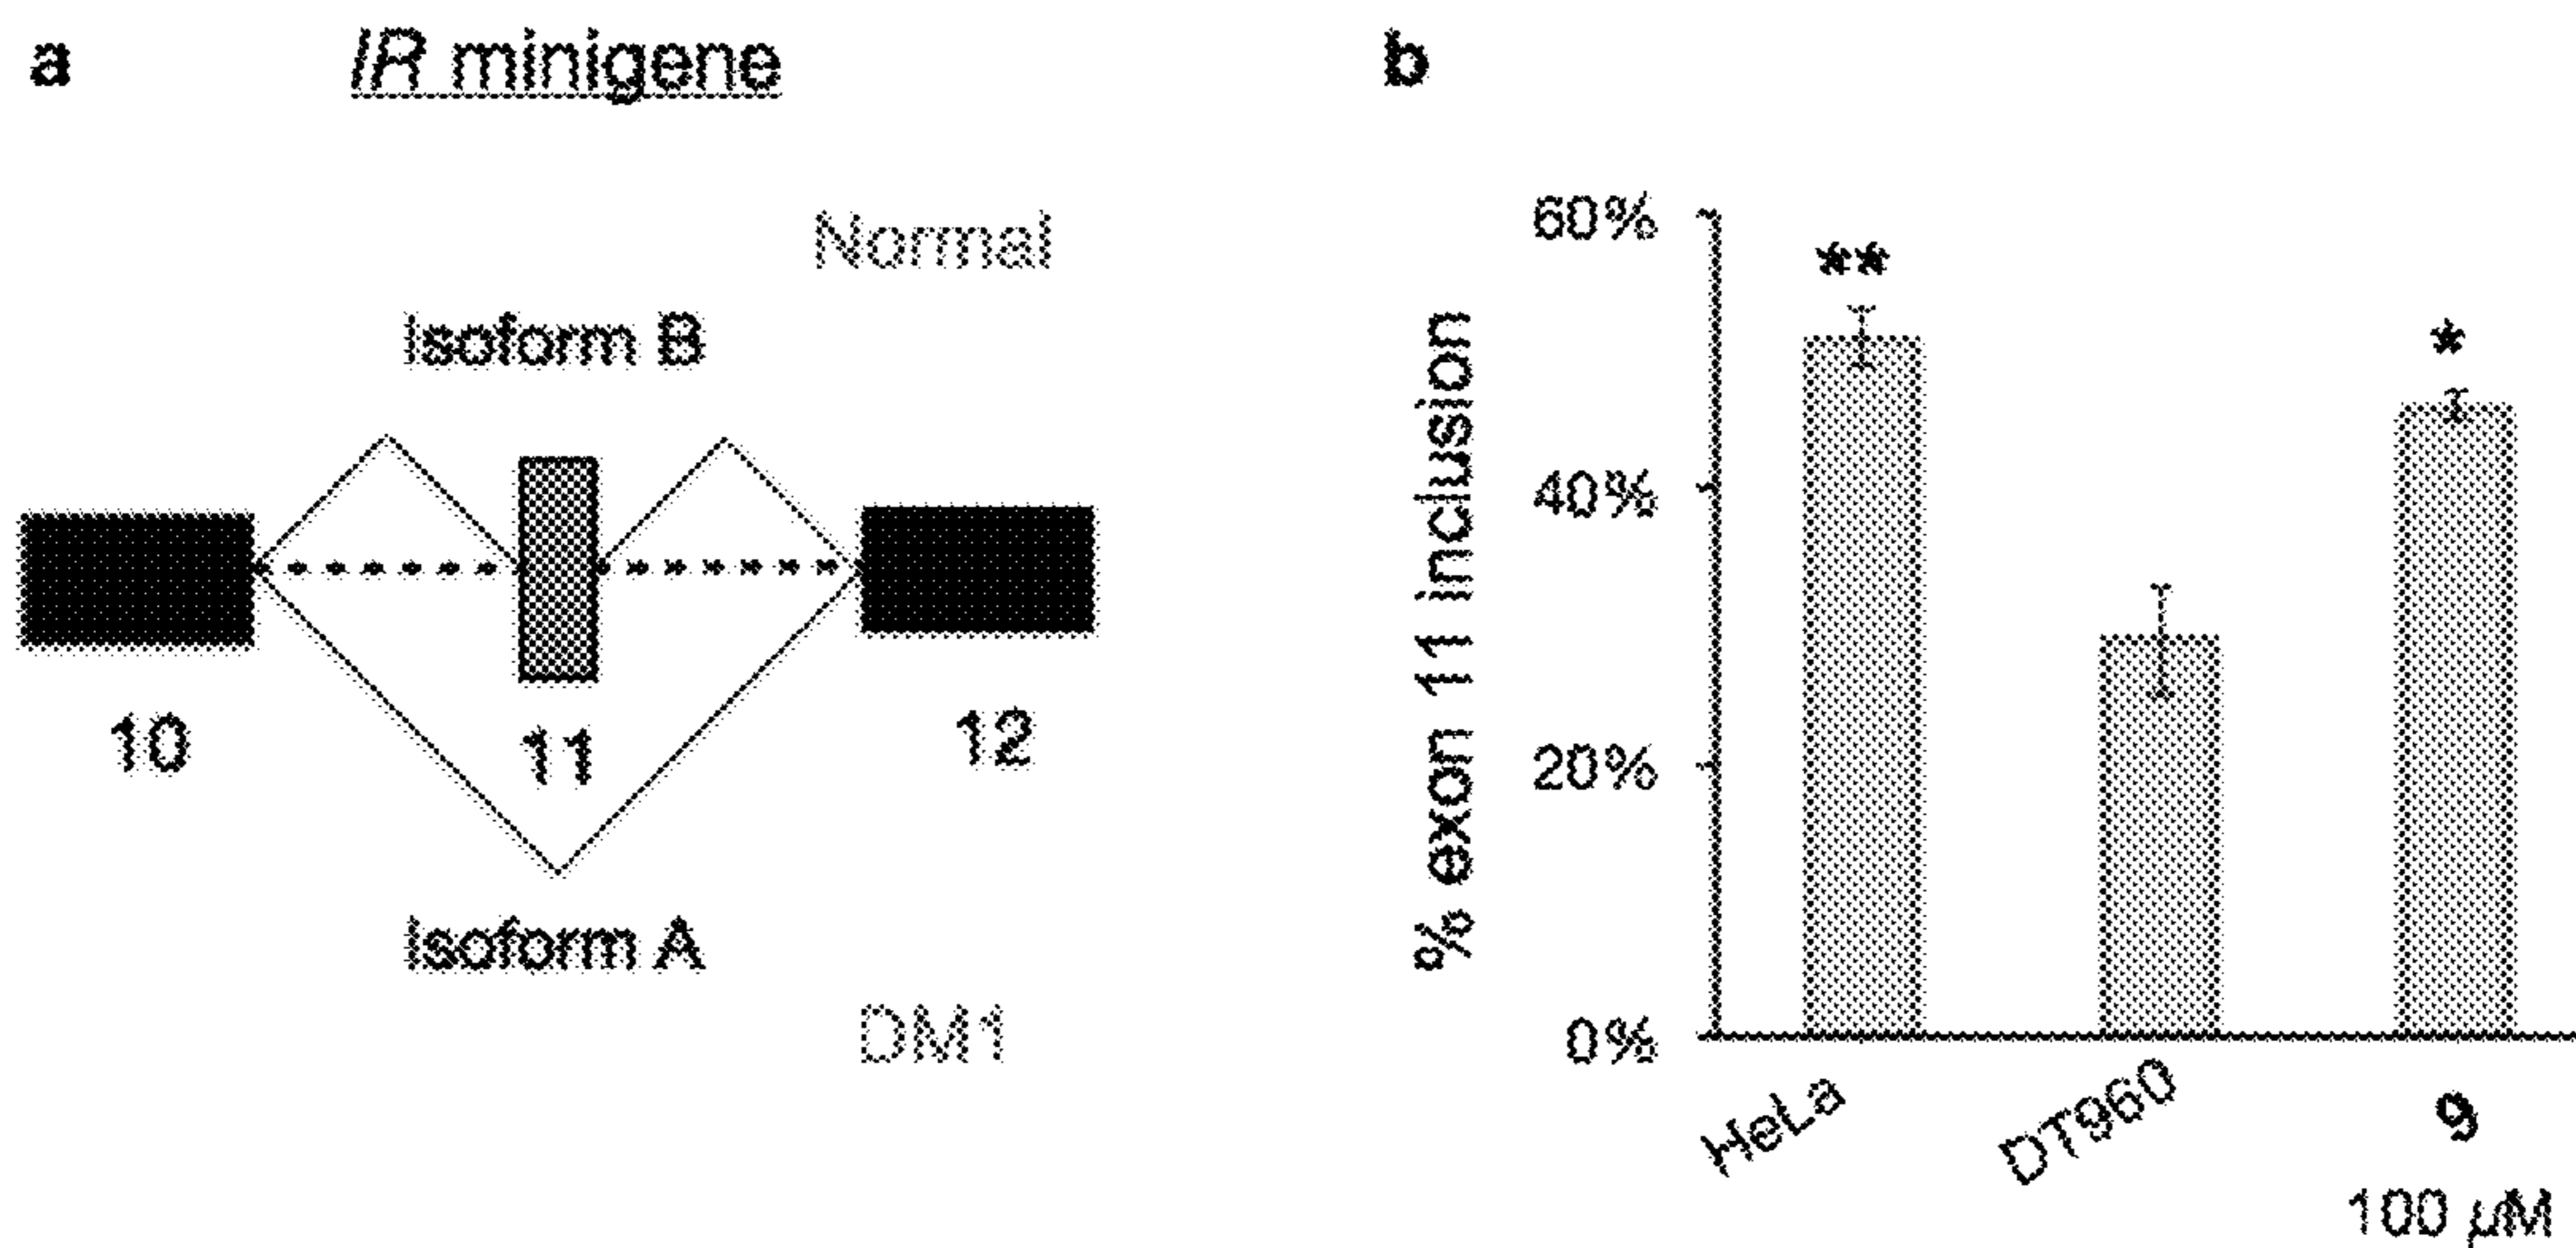 a
IR minigene
Normal
Isoform B
10
11
12
Isoform A
DM1
b
% exon 11 inclusion
60%
40%
20%
0%
**
*
HeLa
DT960
9
100 µM